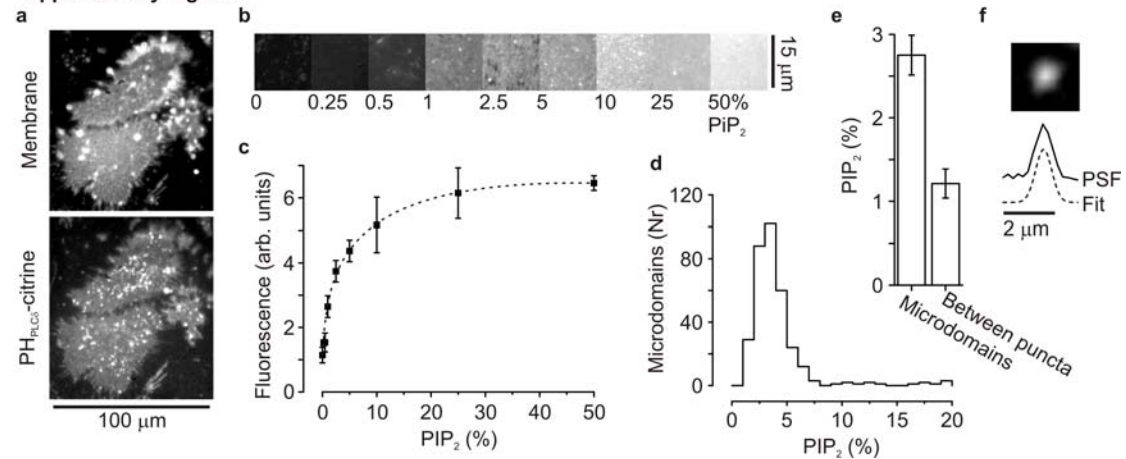 a
Membrane
PH_PLCδ-citrine
100 μm
b
0 0.25 0.5 1 2.5 5 10 25 50%
PiP₂
15 μm
c
Fluorescence (arb. units)
6
4
2
0
0 10 20 30 40 50
PIP₂ (%)
d
Microdomains (Nr)
120
80
40
0
0 5 10 15 20
PIP₂ (%)
e
PIP₂ (%)
3
2
1
0
Microdomains
Between puncta
f
PSF
Fit
2 μm